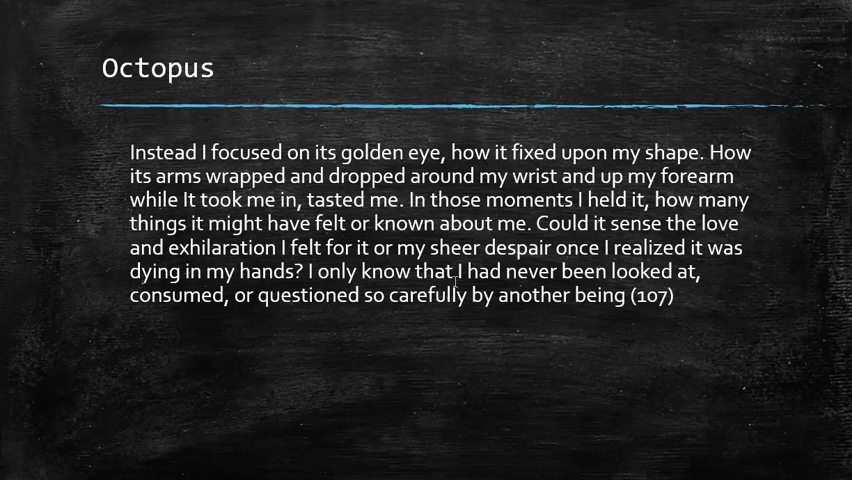 Octopus
Instead I focused on its golden eye, how it fixed upon my shape. How
its arms wrapped and dropped around my wrist and up my forearm
while It took me in, tasted me. In those moments I held it, how many
things it might have felt or known about me. Could it sense the love
and exhilaration I felt for it or my sheer despair once I realized it was
dying in my hands? I only know that I had never been looked at,
consumed, or questioned so carefully by another being (107)